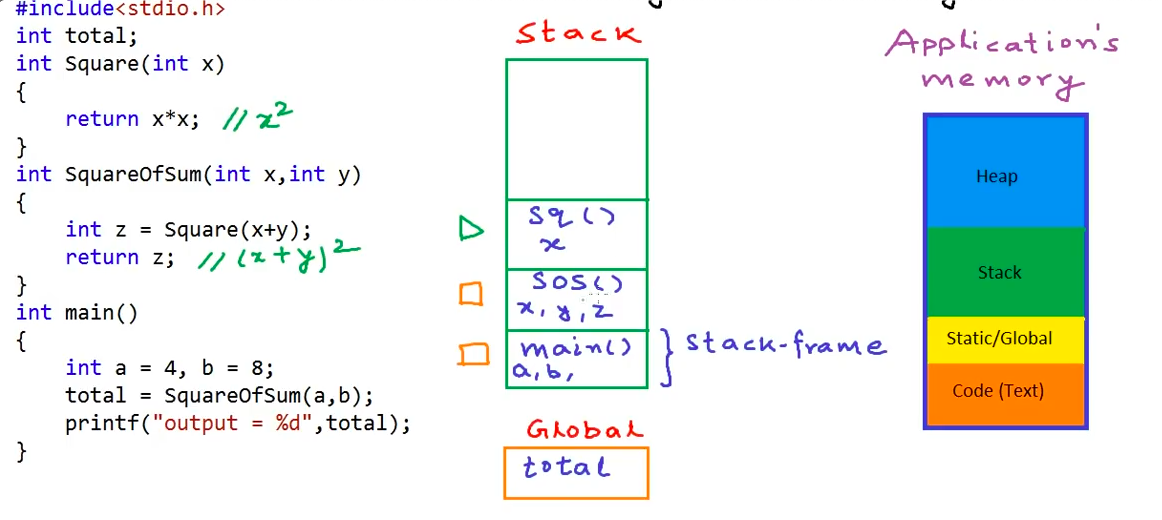 #include<stdio.h>
int total;
int Square(int x)
{
return x*x; // x²
}
int SquareOfSum(int x,int y)
{
int z = Square(x+y);
return z; // (x+y)²
}
int main()
{
int a = 4, b = 8;
total = SquareOfSum(a,b);
printf("output = %d",total);
}
Stack
Sq()
x
SOS()
x, y, z
main()
a, b,
stack-frame
Global
total
Application's
memory
Heap
Stack
Static/Global
Code (Text)